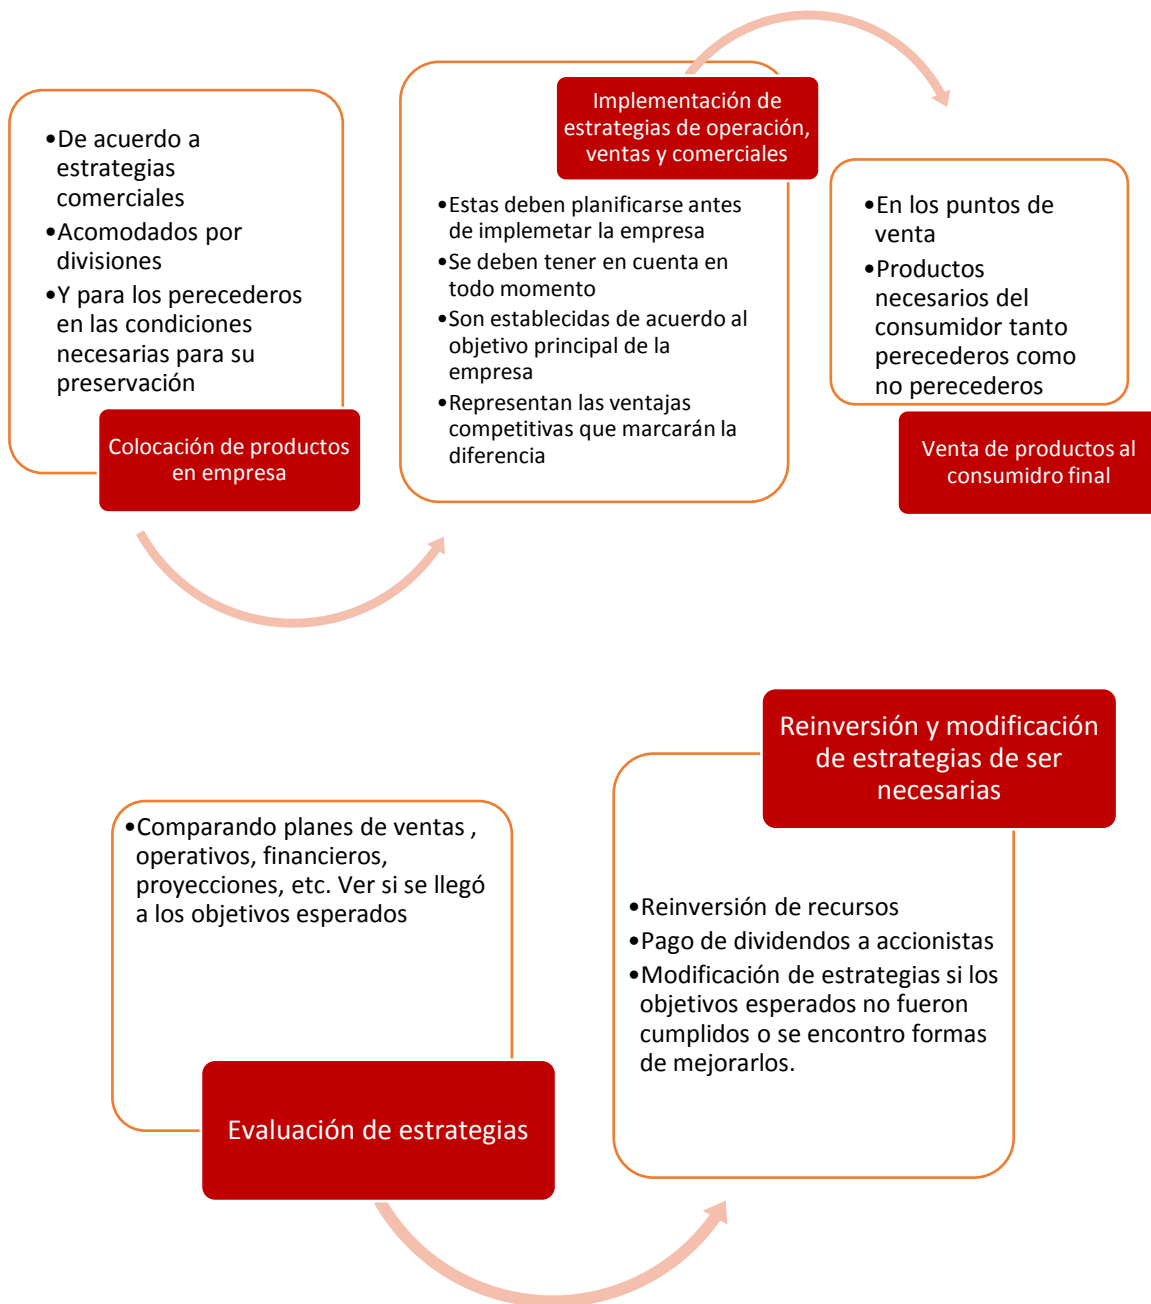 •De acuerdo a
estrategias
comerciales
•Acomodados por
divisiones
•Y para los perecederos
en las condiciones
necesarias para su
preservación
Colocación de productos
en empresa
Implementación de
estrategias de operación,
ventas y comerciales
•Estas deben planificarse antes
de implemetar la empresa
•Se deben tener en cuenta en
todo momento
•Son establecidas de acuerdo al
objetivo principal de la
empresa
•Representan las ventajas
competitivas que marcarán la
diferencia
•En los puntos de
venta
•Productos
necesarios del
consumidor tanto
perecederos como
no perecederos
Venta de productos al
consumidro final
•Comparando planes de ventas ,
operativos, financieros,
proyecciones, etc. Ver si se llegó
a los objetivos esperados
Evaluación de estrategias
Reinversión y modificación
de estrategias de ser
necesarias
•Reinversión de recursos
•Pago de dividendos a accionistas
•Modificación de estrategias si los
objetivos esperados no fueron
cumplidos o se encontro formas
de mejorarlos.